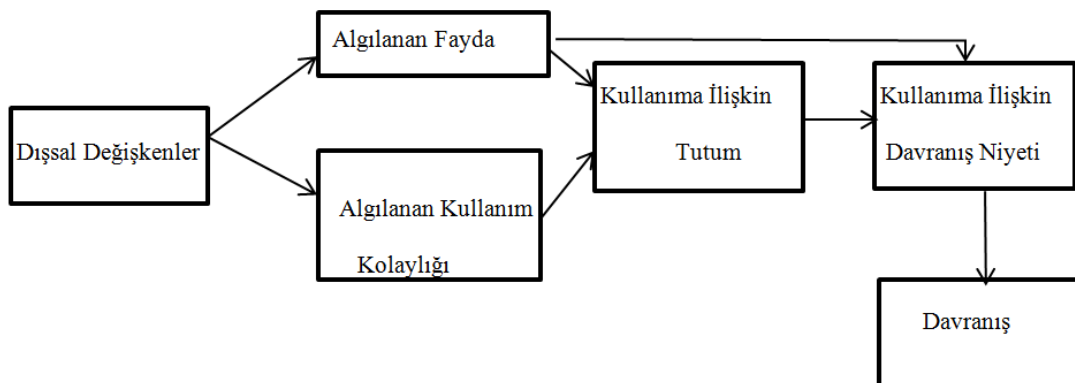 Algılanan Fayda
Dışsal Değişkenler
Algılanan Kullanım
Kolaylığı
Kullanıma İlişkin
Tutum
Kullanıma İlişkin
Davranış Niyeti
Davranış